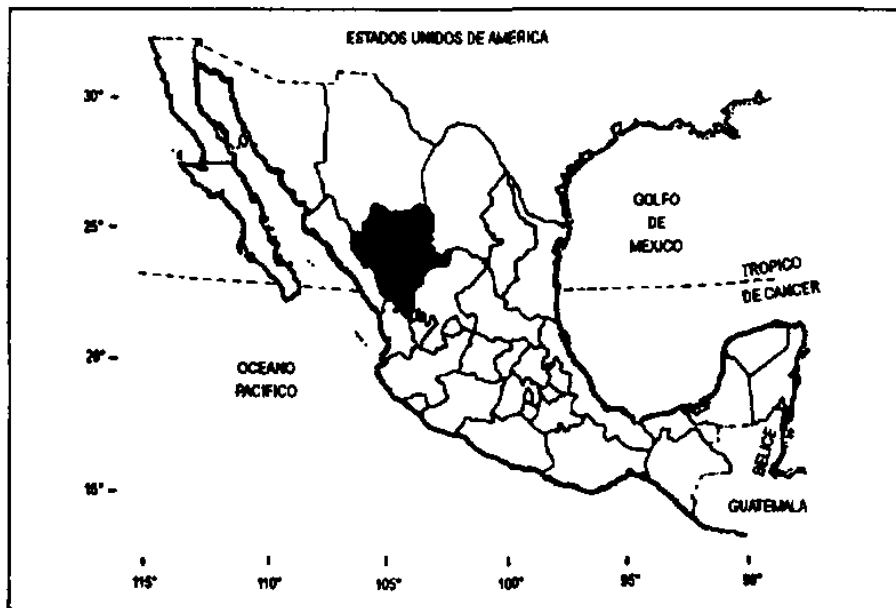 ESTADOS UNIDOS DE AMERICA
30°
GOLFO
DE
MEXICO
25°
TROPICO
DE CANCER
20°
OCEANO
PACIFICO
BELICE
15°
GUATEMALA
115°
110°
105°
100°
95°
90°